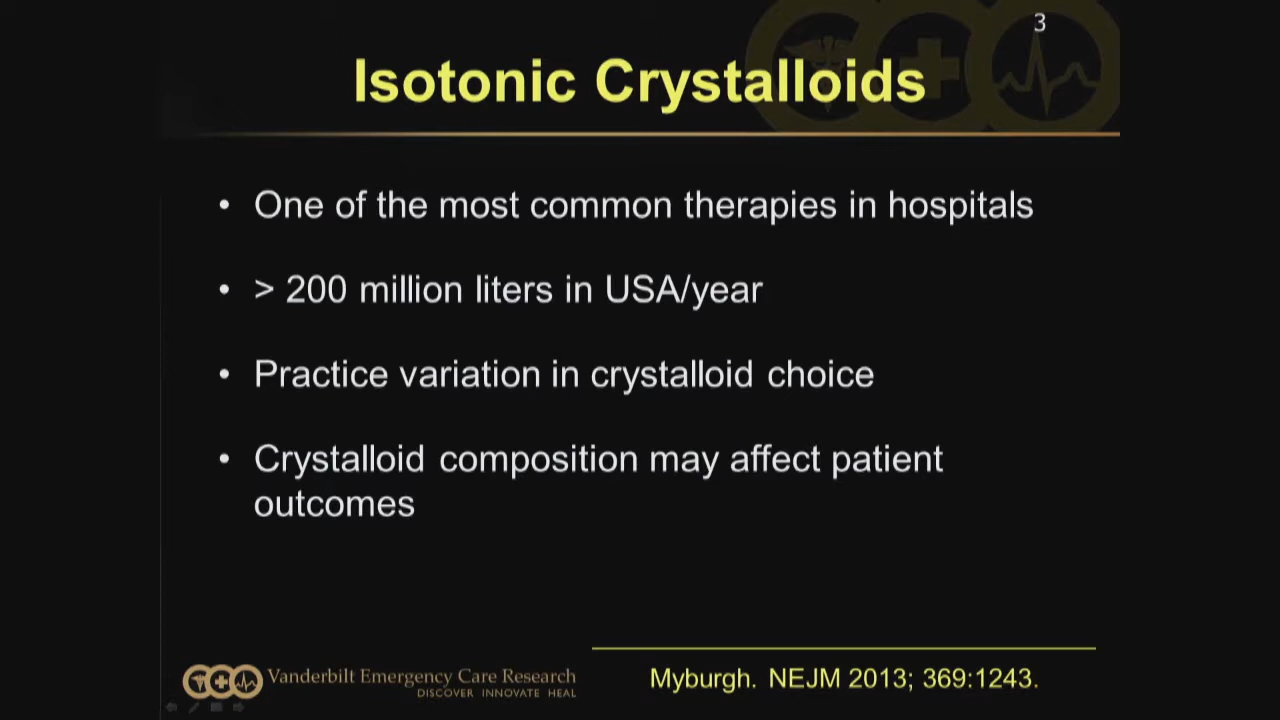 3
Isotonic Crystalloids
• One of the most common therapies in hospitals
• > 200 million liters in USA/year
• Practice variation in crystalloid choice
• Crystalloid composition may affect patient
outcomes
Vanderbilt Emergency Care Research
DISCOVER INNOVATE HEAL
Myburgh. NEJM 2013; 369:1243.